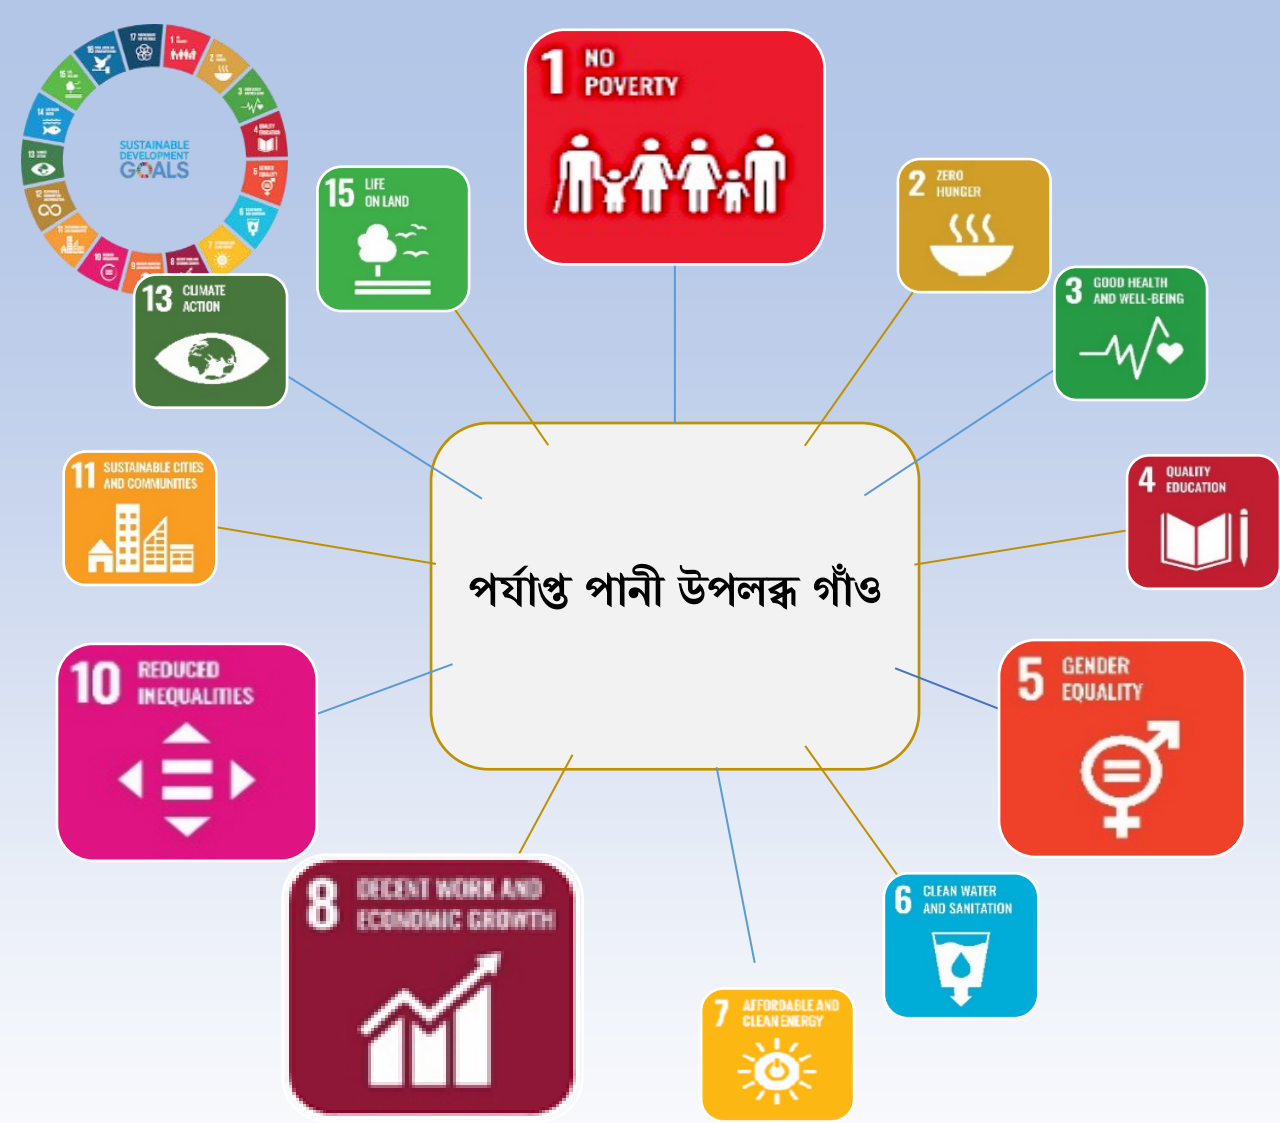 SUSTAINABLE
DEVELOPMENT
GOALS
1 NO
POVERTY
2 ZERO
HUNGER
3 GOOD HEALTH
AND WELL-BEING
4 QUALITY
EDUCATION
5 GENDER
EQUALITY
6 CLEAN WATER
AND SANITATION
7 AFFORDABLE AND
CLEAN ENERGY
8 DECENT WORK AND
ECONOMIC GROWTH
10 REDUCED
INEQUALITIES
11 SUSTAINABLE CITIES
AND COMMUNITIES
13 CLIMATE
ACTION
15 LIFE
ON LAND
পৰ্যাপ্ত পানী উপলব্ধ গাঁও